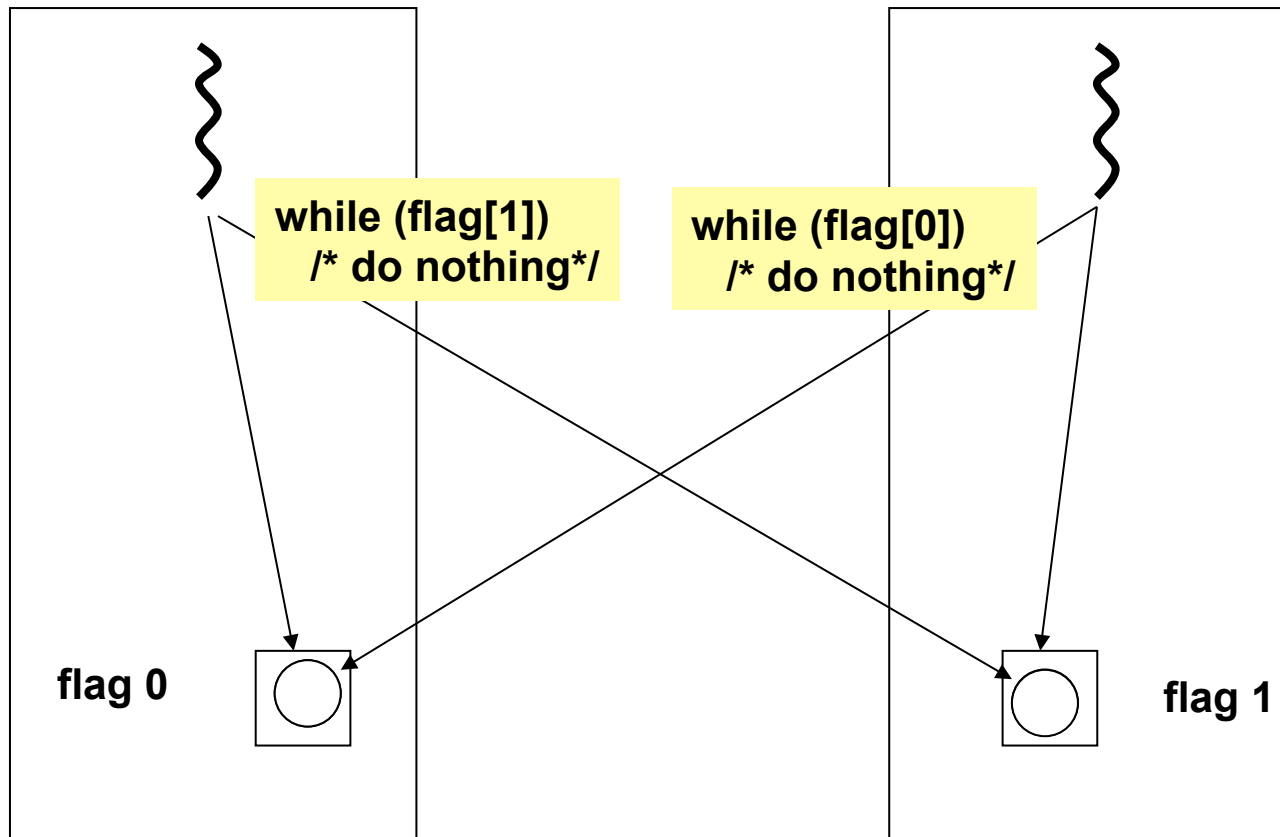 while (flag[1])
/* do nothing*/
while (flag[0])
/* do nothing*/
flag 0
flag 1